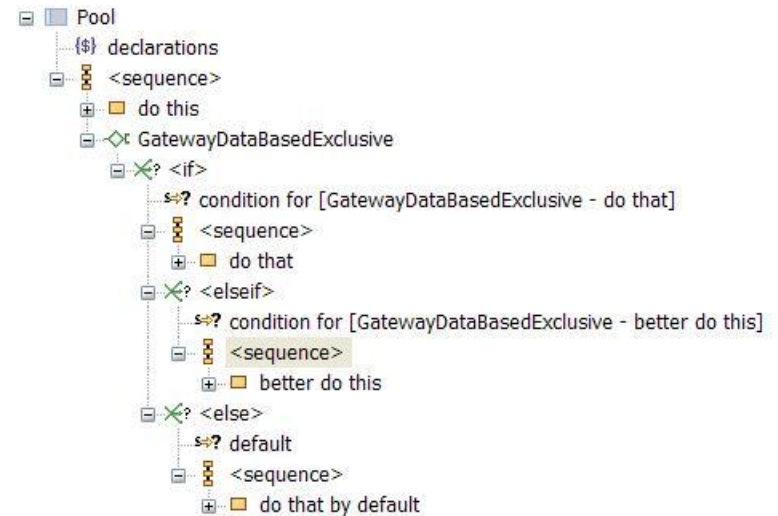 Pool
{$} declarations
<sequence>
do this
GatewayDataBasedExclusive
? <if>
s⇨? condition for [GatewayDataBasedExclusive - do that]
<sequence>
do that
? <elseif>
s⇨? condition for [GatewayDataBasedExclusive - better do this]
<sequence>
better do this
? <else>
s⇨? default
<sequence>
do that by default